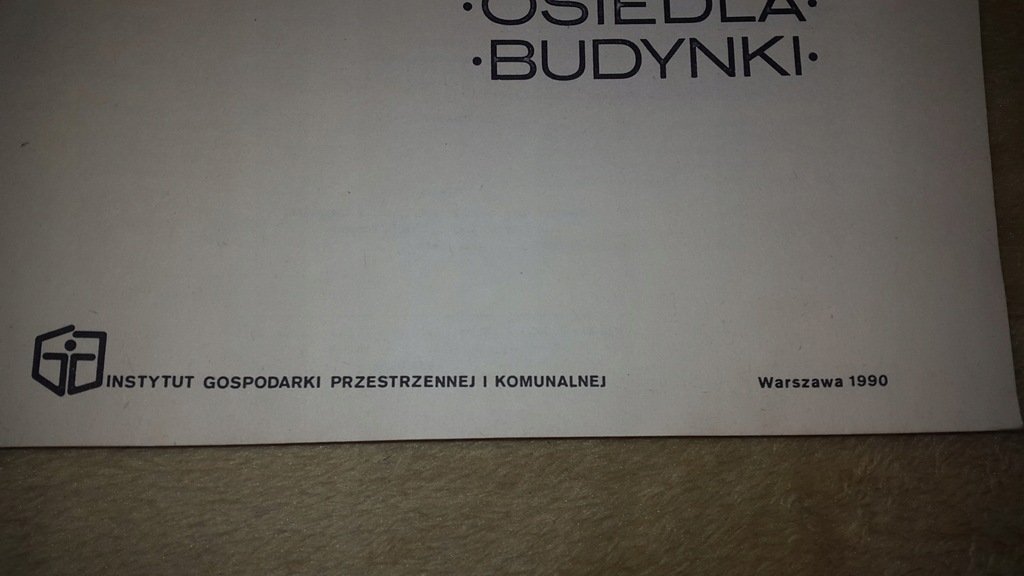 ·OSIEDLA·
·BUDYNKI·
INSTYTUT GOSPODARKI PRZESTRZENNEJ I KOMUNALNEJ
Warszawa 1990